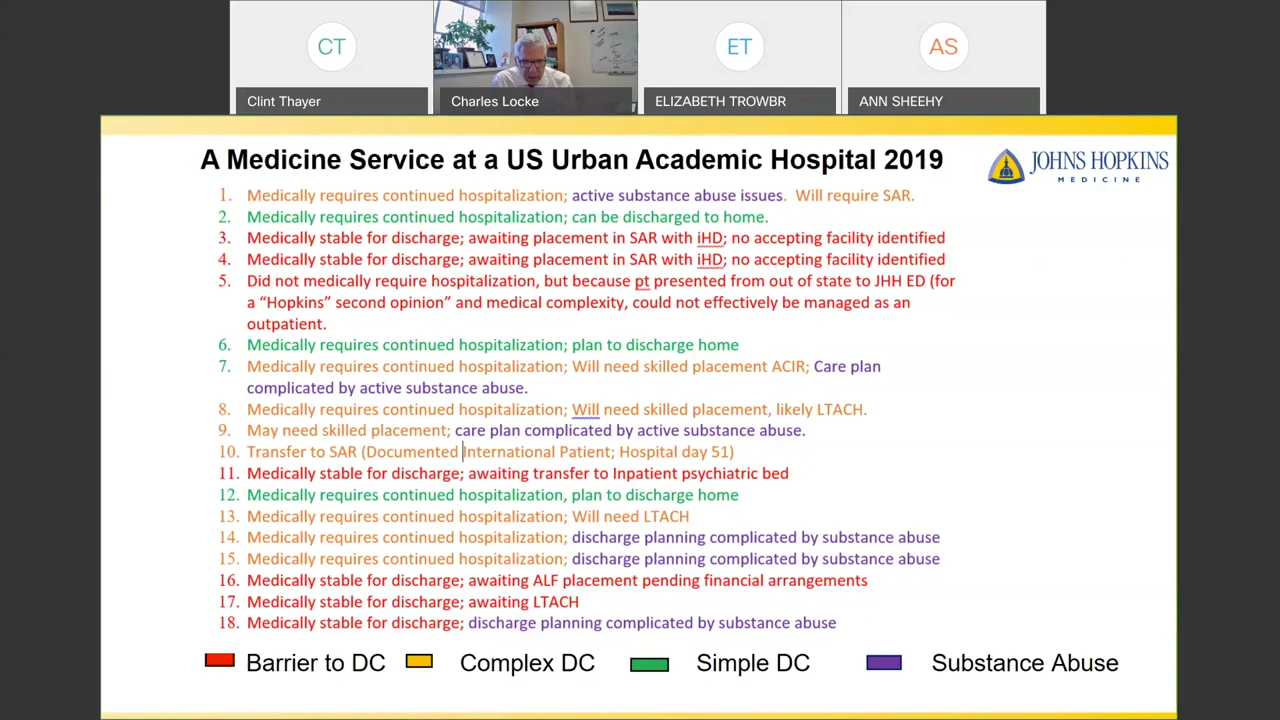 CT
ET
AS
Clint Thayer
Charles Locke
ELIZABETH TROWBR
ANN SHEEHY
A Medicine Service at a US Urban Academic Hospital 2019
JOHNS HOPKINS
MEDICINE
1. Medically requires continued hospitalization; active substance abuse issues. Will require SAR.
2. Medically requires continued hospitalization; can be discharged to home.
3. Medically stable for discharge; awaiting placement in SAR with iHD; no accepting facility identified
4. Medically stable for discharge; awaiting placement in SAR with iHD; no accepting facility identified
5. Did not medically require hospitalization, but because pt presented from out of state to JHH ED (for
a “Hopkins” second opinion” and medical complexity, could not effectively be managed as an
outpatient.
6. Medically requires continued hospitalization; plan to discharge home
7. Medically requires continued hospitalization; Will need skilled placement ACIR; Care plan
complicated by active substance abuse.
8. Medically requires continued hospitalization; Will need skilled placement, likely LTACH.
9. May need skilled placement; care plan complicated by active substance abuse.
10. Transfer to SAR (Documented International Patient; Hospital day 51)
11. Medically stable for discharge; awaiting transfer to Inpatient psychiatric bed
12. Medically requires continued hospitalization, plan to discharge home
13. Medically requires continued hospitalization; Will need LTACH
14. Medically requires continued hospitalization; discharge planning complicated by substance abuse
15. Medically requires continued hospitalization; discharge planning complicated by substance abuse
16. Medically stable for discharge; awaiting ALF placement pending financial arrangements
17. Medically stable for discharge; awaiting LTACH
18. Medically stable for discharge; discharge planning complicated by substance abuse
Barrier to DC Complex DC Simple DC Substance Abuse